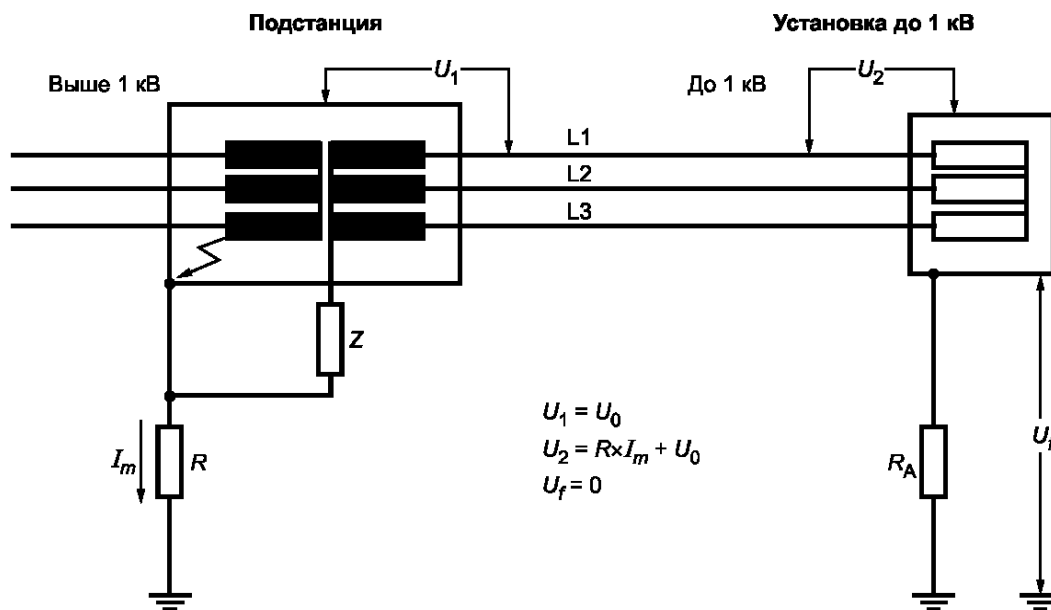 Подстанция
Установка до 1 кВ
Выше 1 кВ
U1
До 1 кВ
U2
L1
L2
L3
Z
U1 = U0
U2 = R×Im + U0
Uf = 0
Im
R
RA
Uf